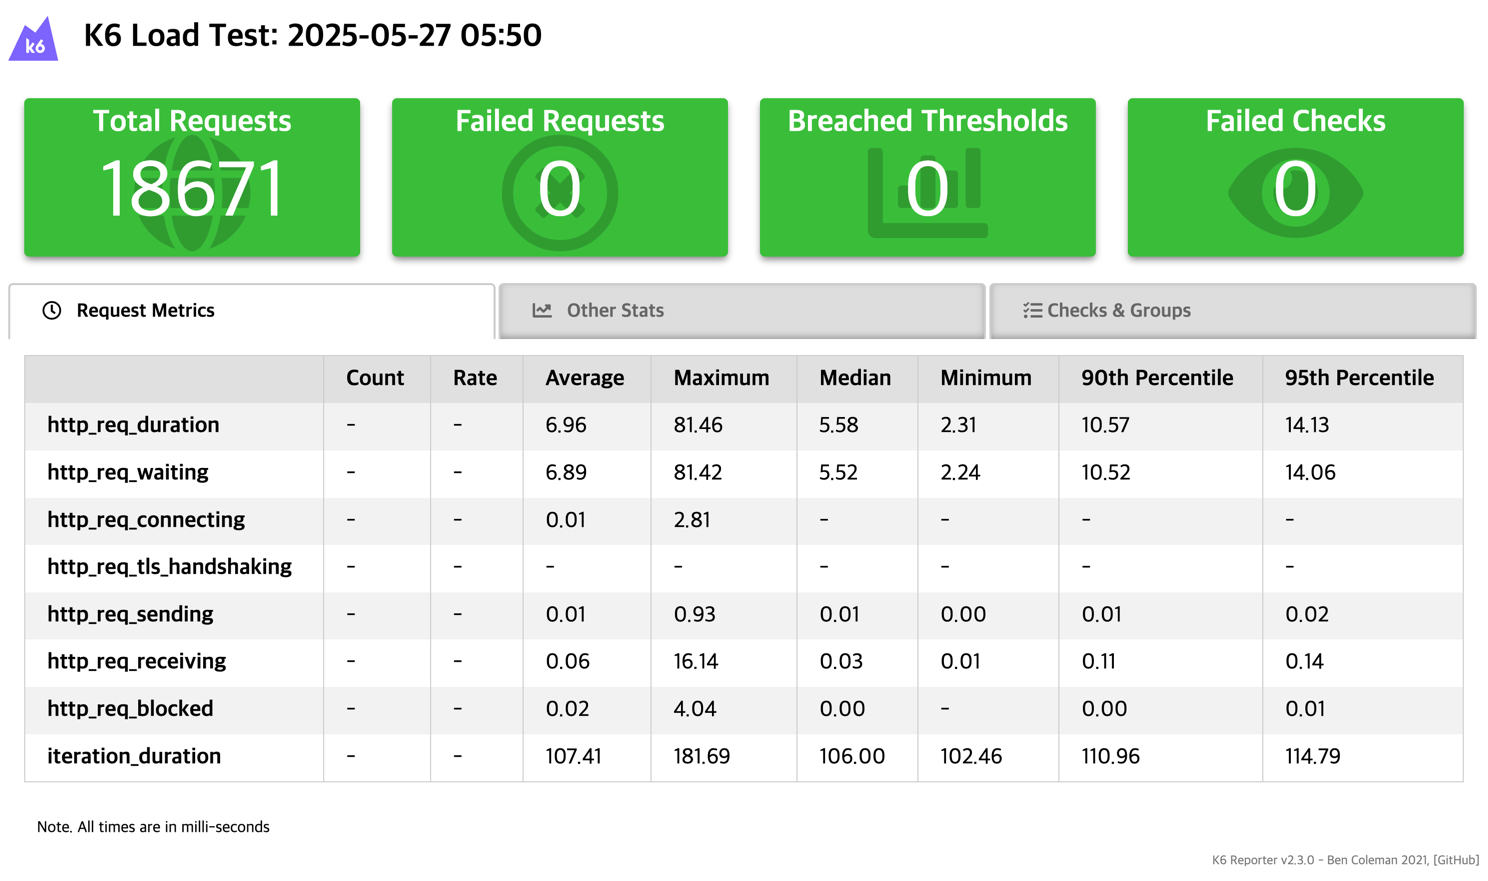 k6
K6 Load Test: 2025-05-27 05:50
Total Requests
18671
Failed Requests
0
Breached Thresholds
0
Failed Checks
0
Request Metrics
Other Stats
Checks & Groups
Count Rate Average Maximum Median Minimum 90th Percentile 95th Percentile
http_req_duration - - 6.96 81.46 5.58 2.31 10.57 14.13
http_req_waiting - - 6.89 81.42 5.52 2.24 10.52 14.06
http_req_connecting - - 0.01 2.81 - - - -
http_req_tls_handshaking - - - - - - - -
http_req_sending - - 0.01 0.93 0.01 0.00 0.01 0.02
http_req_receiving - - 0.06 16.14 0.03 0.01 0.11 0.14
http_req_blocked - - 0.02 4.04 0.00 - 0.00 0.01
iteration_duration - - 107.41 181.69 106.00 102.46 110.96 114.79
Note. All times are in milli-seconds
K6 Reporter v2.3.0 - Ben Coleman 2021, [GitHub]